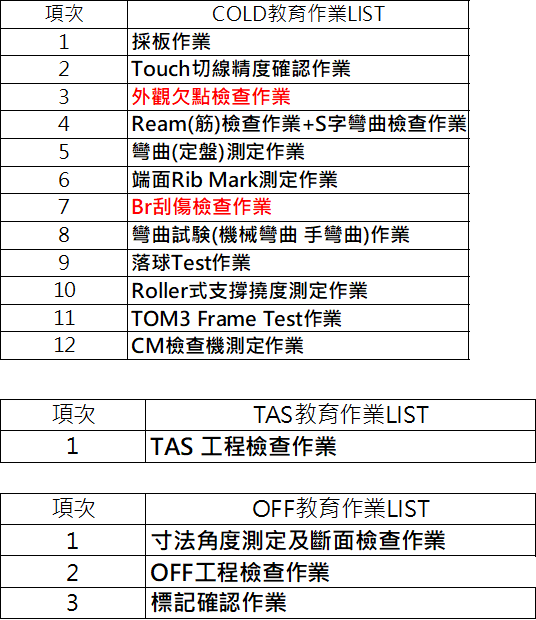 項次 COLD教育作業LIST
1 採板作業
2 Touch切線精度確認作業
3 外觀欠點檢查作業
4 Ream(筋)檢查作業+S字彎曲檢查作業
5 彎曲(定盤)測定作業
6 端面Rib Mark測定作業
7 Br刮傷檢查作業
8 彎曲試驗(機械彎曲 手彎曲)作業
9 落球Test作業
10 Roller式支撐撓度測定作業
11 TOM3 Frame Test作業
12 CM檢查機測定作業
項次 TAS教育作業LIST
1 TAS 工程檢查作業
項次 OFF教育作業LIST
1 寸法角度測定及斷面檢查作業
2 OFF工程檢查作業
3 標記確認作業